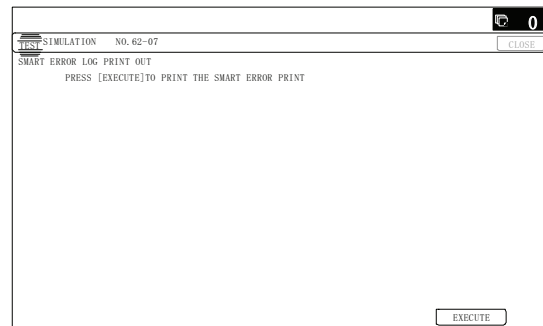 0
TEST SIMULATION NO. 62-07
CLOSE
SMART ERROR LOG PRINT OUT
PRESS [EXECUTE]TO PRINT THE SMART ERROR PRINT
EXECUTE